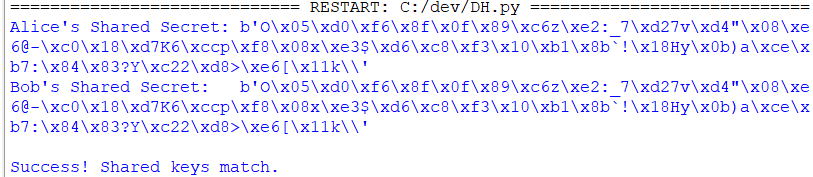 ============================= RESTART: C:/dev/DH.py ============================
Alice's Shared Secret: b'O\x05\xd0\xf6\x8f\x0f\x89\xc6z\xe2:_7\xd27v\xd4"\x08\xe
6@-\xc0\x18\xd7K6\xccp\xf8\x08x\xe3$\xd6\xc8\xf3\x10\xb1\x8b`!\x18Hy\x0b)a\xce\x
b7:\x84\x83?Y\xc22\xd8>\xe6[\x11k\\'
Bob's Shared Secret:   b'O\x05\xd0\xf6\x8f\x0f\x89\xc6z\xe2:_7\xd27v\xd4"\x08\xe
6@-\xc0\x18\xd7K6\xccp\xf8\x08x\xe3$\xd6\xc8\xf3\x10\xb1\x8b`!\x18Hy\x0b)a\xce\x
b7:\x84\x83?Y\xc22\xd8>\xe6[\x11k\\'
Success! Shared keys match.